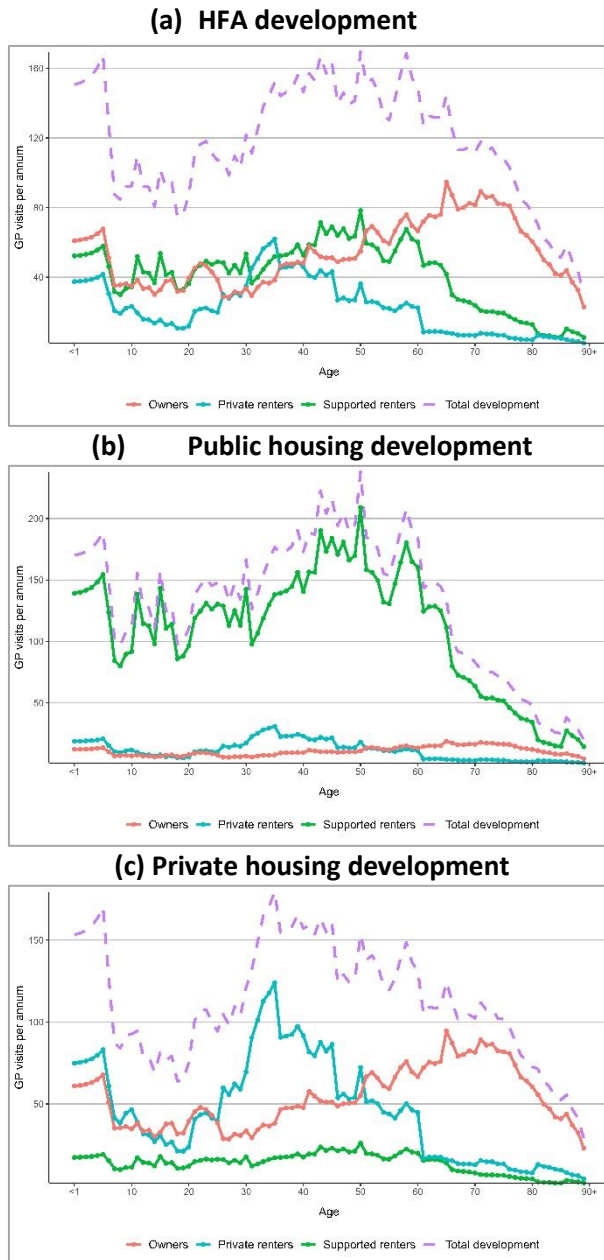 (a) HFA development
GP visits per annum
160
120
80
40
<1 10 20 30 40 50 60 70 80 90+
Age
Owners Private renters Supported renters Total development
(b) Public housing development
GP visits per annum
200
150
100
50
<1 10 20 30 40 50 60 70 80 90+
Age
Owners Private renters Supported renters Total development
(c) Private housing development
GP visits per annum
150
100
50
<1 10 20 30 40 50 60 70 80 90+
Age
Owners Private renters Supported renters Total development